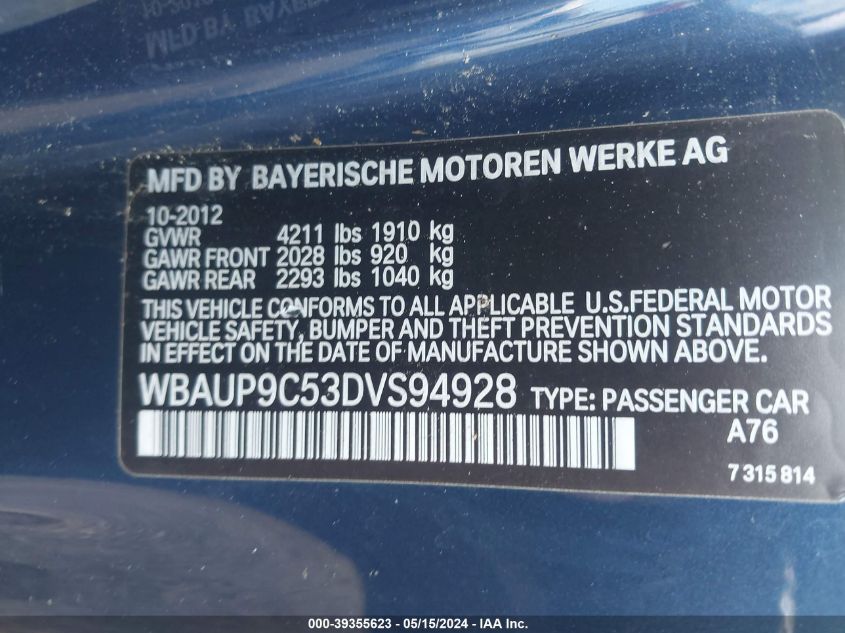 MFD BY BAYERISCHE MOTOREN WERKE AG
10-2012
GVWR 4211 lbs 1910 kg
GAWR FRONT 2028 lbs 920 kg
GAWR REAR 2293 lbs 1040 kg
THIS VEHICLE CONFORMS TO ALL APPLICABLE U.S.FEDERAL MOTOR
VEHICLE SAFETY, BUMPER AND THEFT PREVENTION STANDARDS
IN EFFECT ON THE DATE OF MANUFACTURE SHOWN ABOVE.
WBAUP9C53DVS94928 TYPE: PASSENGER CAR
A76
7 315 814
000-39355623 - 05/15/2024 - IAA Inc.